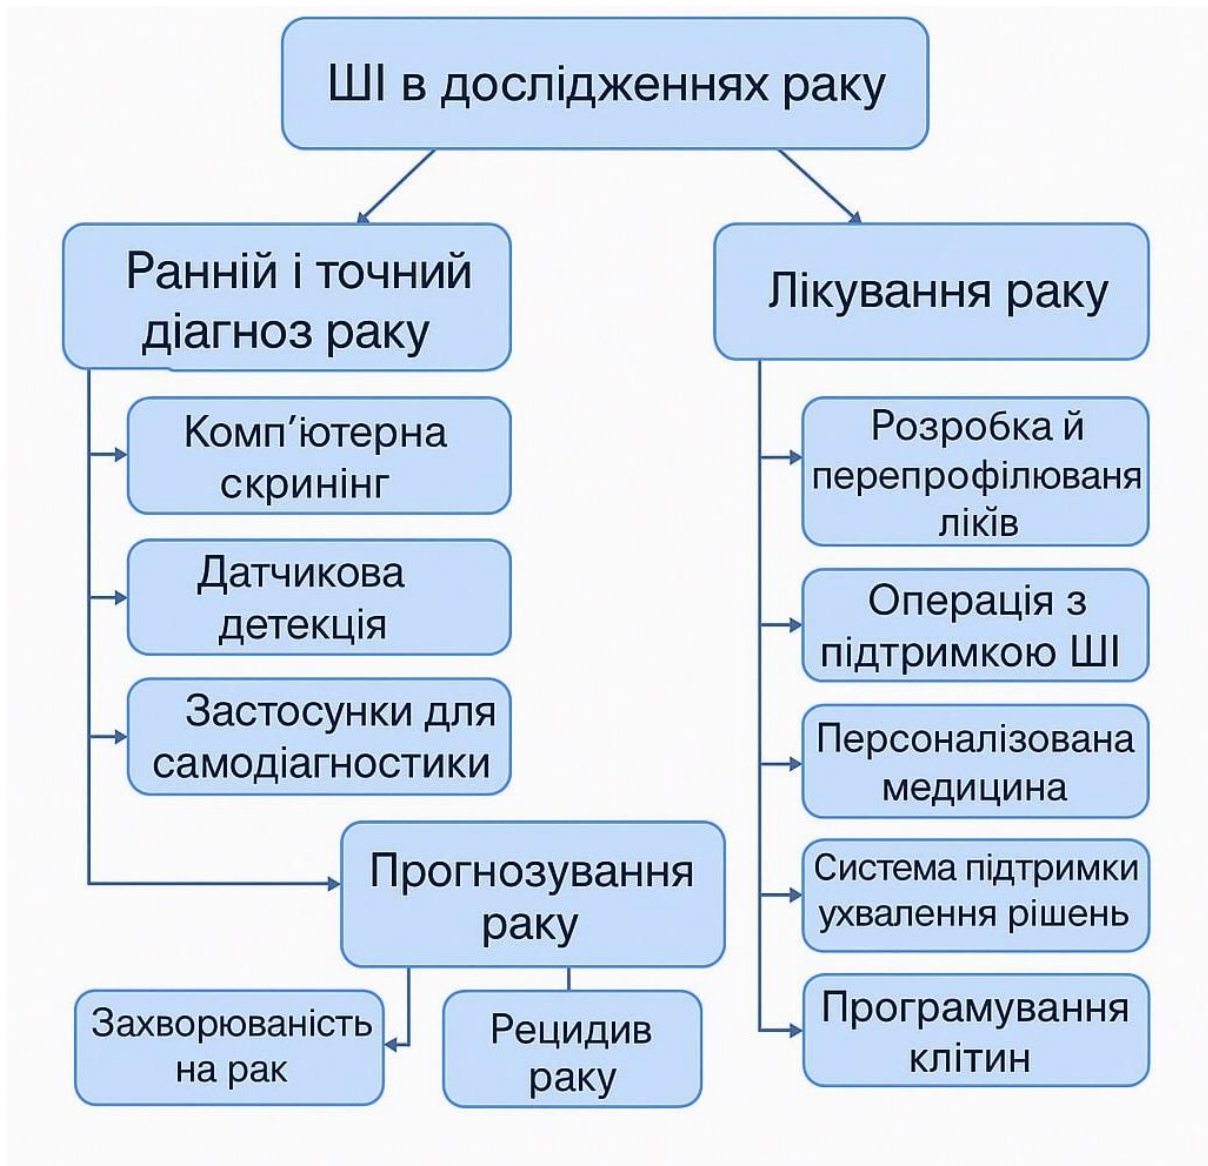 ШІ в дослідженнях раку
Ранній і точний
діагноз раку
Комп'ютерна
скринінг
Датчикова
детекція
Застосунки для
самодіагностики
Прогнозування
раку
Захворюваність
на рак
Рецидив
раку
Лікування раку
Розробка й
перепрофілюваня
ліків
Операція з
підтримкою ШІ
Персоналізована
медицина
Система підтримки
ухвалення рішень
Програмування
клітин